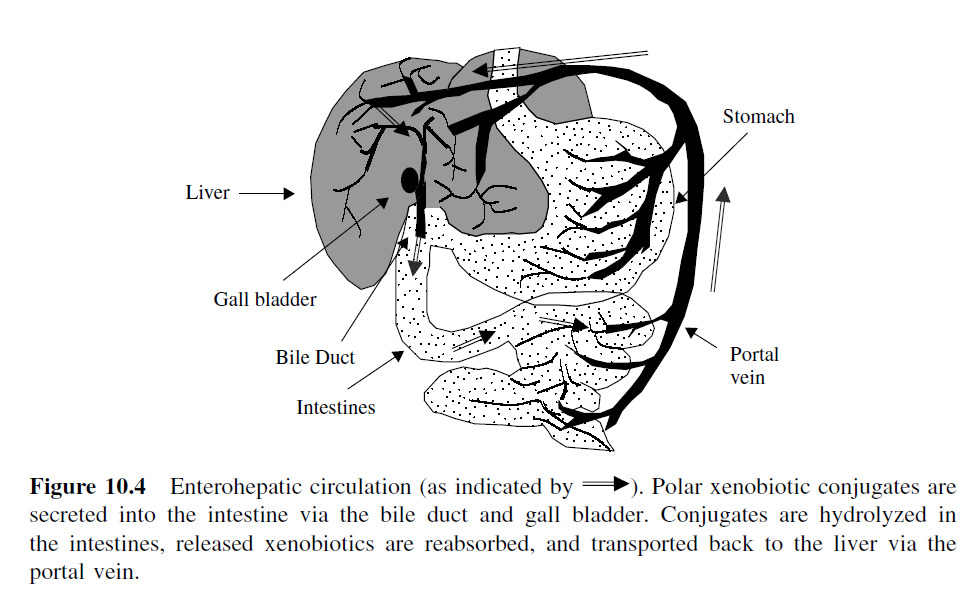 Stomach
Liver
Gall bladder
Bile Duct
Portal
vein
Intestines
Figure 10.4 Enterohepatic circulation (as indicated by ). Polar xenobiotic conjugates are
secreted into the intestine via the bile duct and gall bladder. Conjugates are hydrolyzed in
the intestines, released xenobiotics are reabsorbed, and transported back to the liver via the
portal vein.